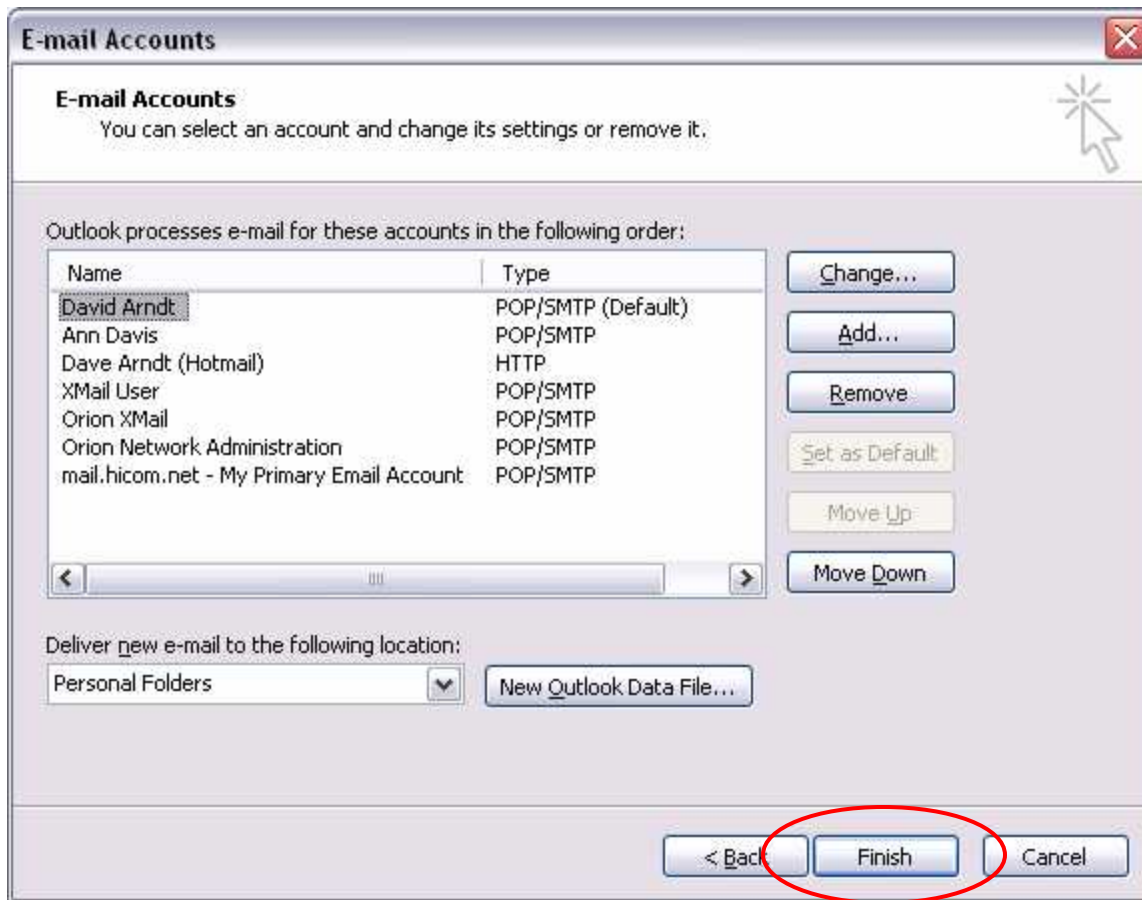 E-mail Accounts
E-mail Accounts
You can select an account and change its settings or remove it.
Outlook processes e-mail for these accounts in the following order:
Name Type
David Arndt POP/SMTP (Default)
Ann Davis POP/SMTP
Dave Arndt (Hotmail) HTTP
XMail User POP/SMTP
Orion XMail POP/SMTP
Orion Network Administration POP/SMTP
mail.hicom.net - My Primary Email Account POP/SMTP
Change...
Add...
Remove
Set as Default
Move Up
Move Down
Deliver new e-mail to the following location:
Personal Folders New Outlook Data File...
< Back Finish Cancel